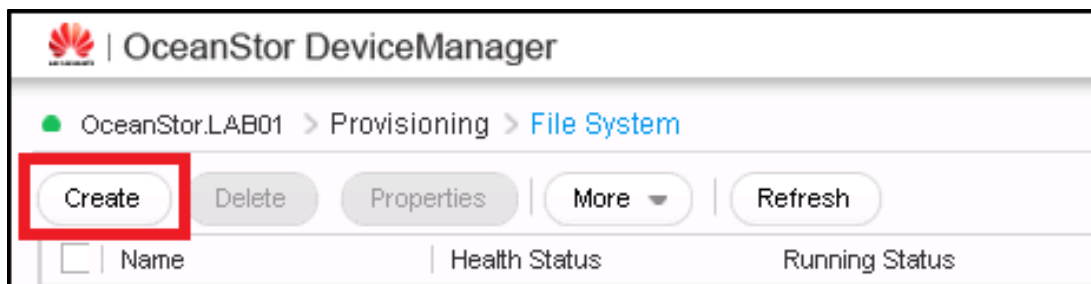 OceanStor DeviceManager
OceanStor.LAB01 > Provisioning > File System
Create Delete Properties More Refresh
Name Health Status Running Status